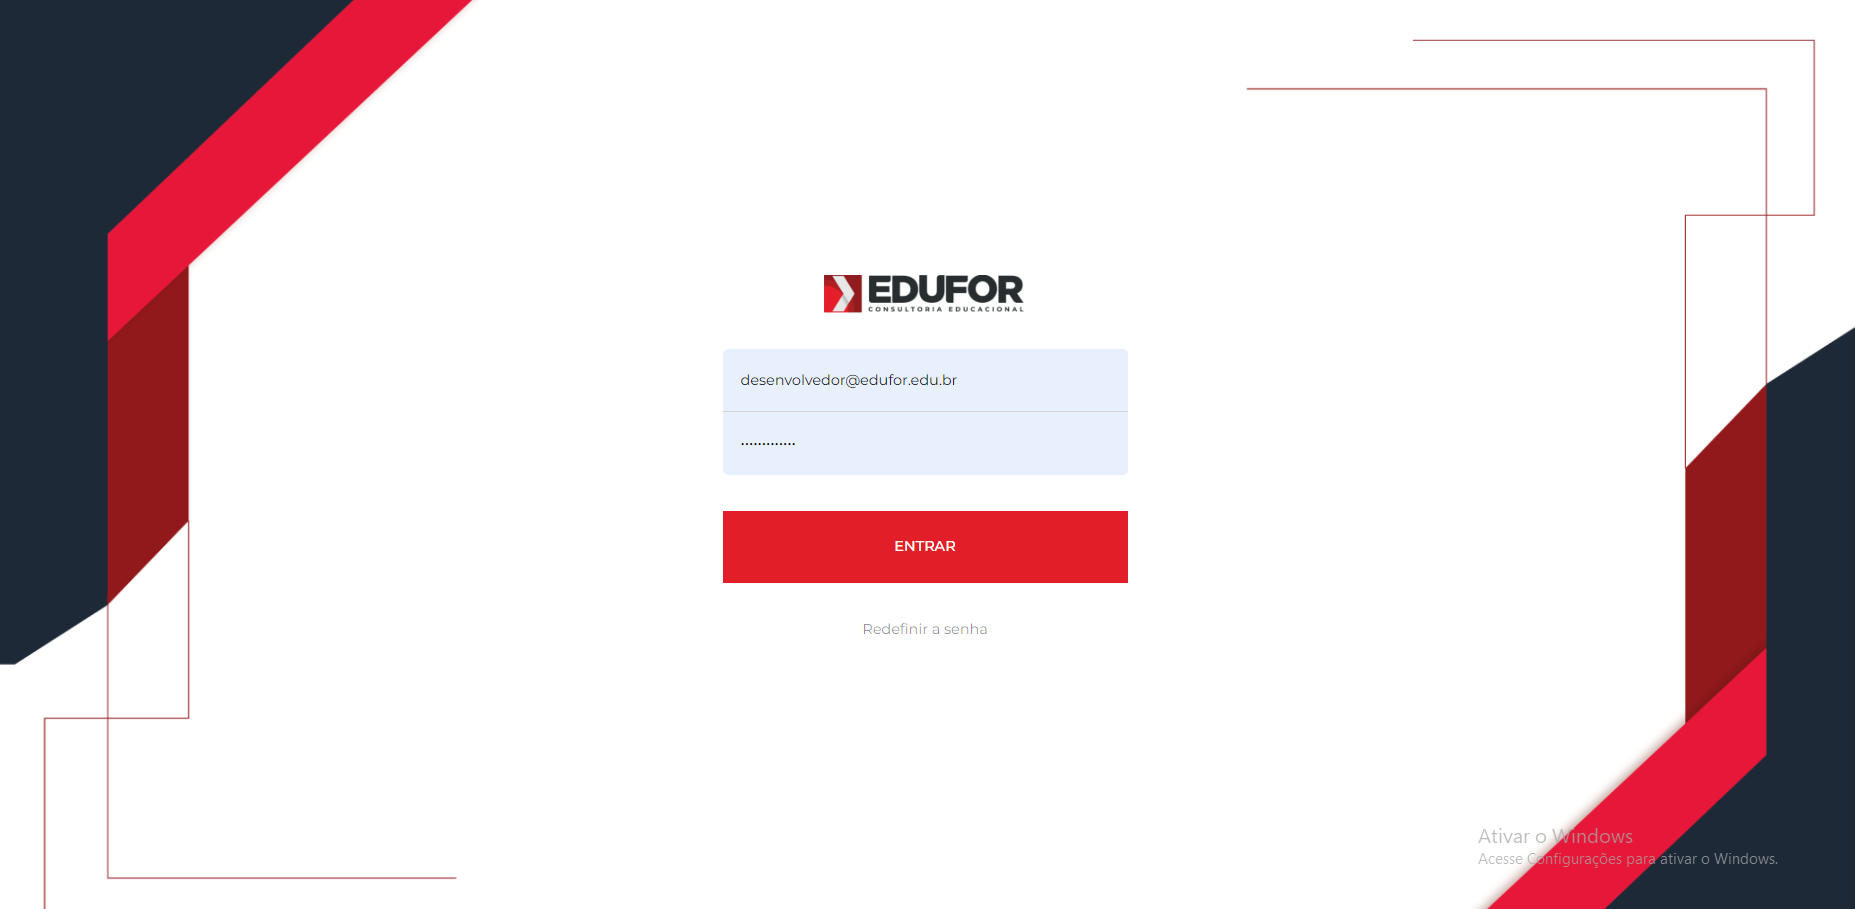 EDUFOR
CONSULTORIA EDUCACIONAL
desenvolvedor@edufor.edu.br
.............
ENTRAR
Redefinir a senha
Ativar o Windows
Acesse Configurações para ativar o Windows.